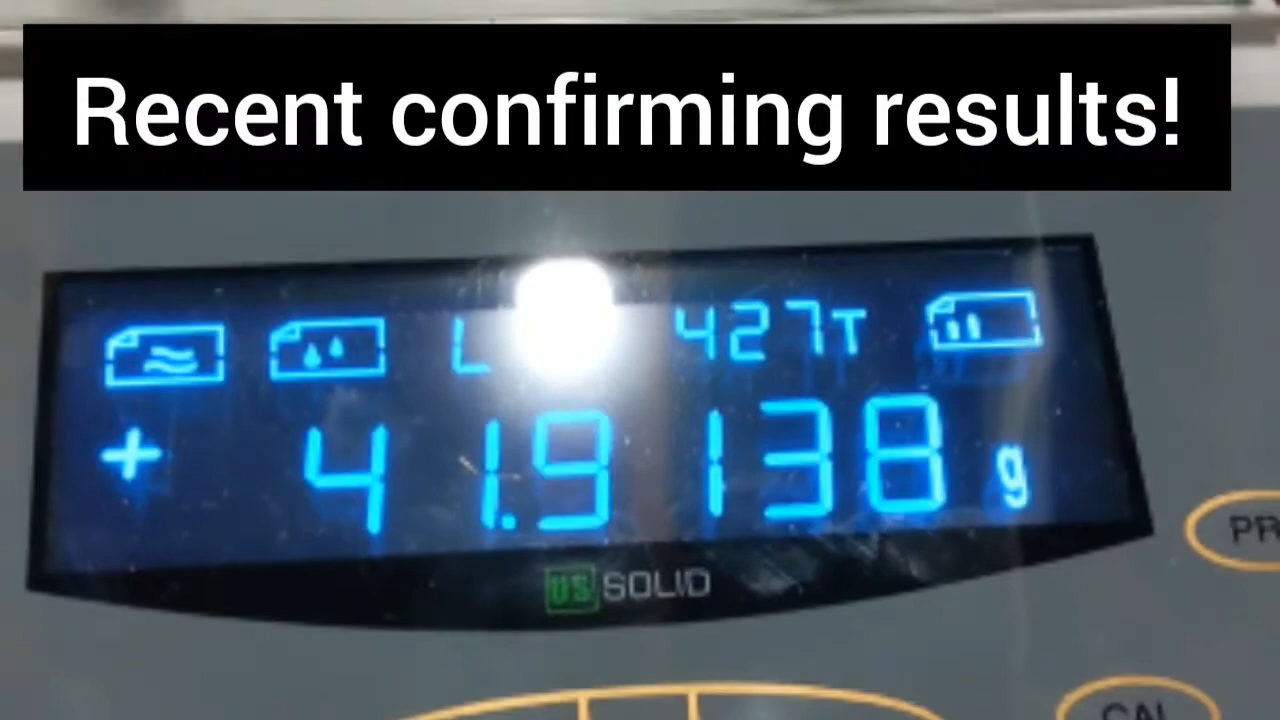 Recent confirming results!
L 427T
+ 41.9138 g
US SOLID
PR
CAL